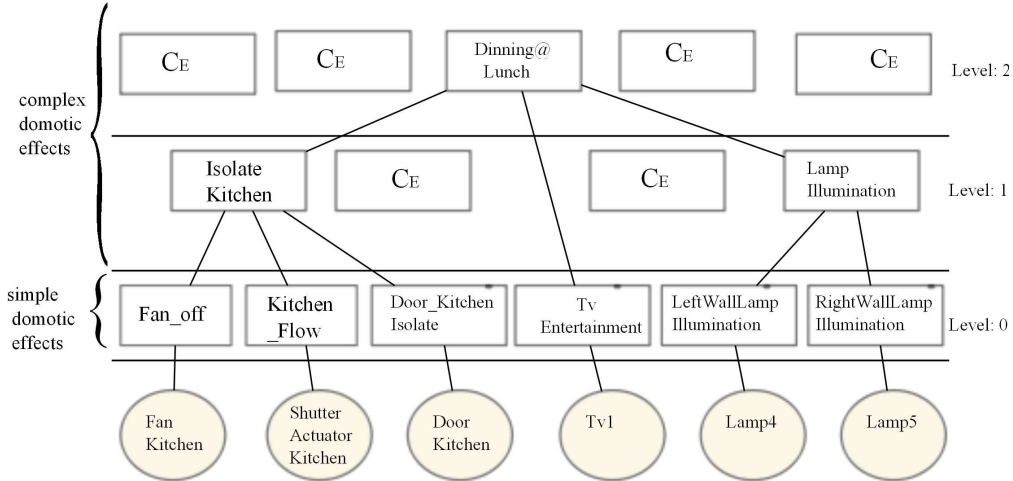 CE
CE
Dinning@
Lunch
CE
CE
Level: 2
complex
domotic
effects
Isolate
Kitchen
CE
CE
Lamp
Illumination
Level: 1
simple
domotic
effects
Fan_off
Kitchen
_Flow
Door_Kitchen
Isolate
Tv
Entertainment
LeftWallLamp
Illumination
RightWallLamp
Illumination
Level: 0
Fan
Kitchen
Shutter
Actuator
Kitchen
Door
Kitchen
Tv1
Lamp4
Lamp5